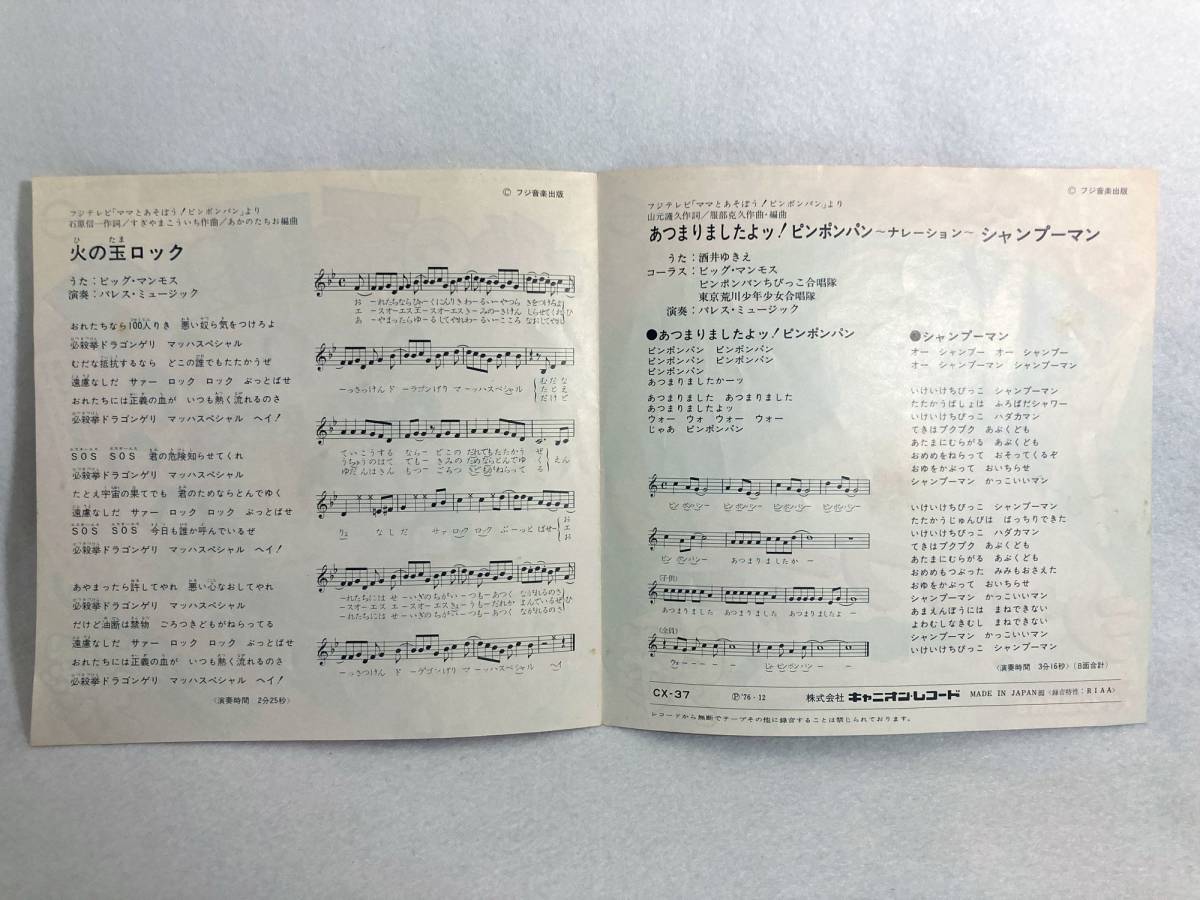 © フジ音楽出版
フジテレビ「ママとあそぼう！ピンポンパン」より
石原信一作詞／すぎやまこういち作曲／あかのたちお編曲
火の玉ロック
うた：ビッグ・マンモス
演奏：パレス・ミュージック
おれたちなら100人りき 悪い奴ら気をつけろよ
必殺拳ドラゴンゲリ マッハスペシャル
むだな抵抗するなら どこの誰でもたたかうぜ
遠慮なしだ サァー ロック ロック ぶっとばせ
おれたちには正義の血が いつも熱く流れるのさ
必殺拳ドラゴンゲリ マッハスペシャル ヘイ！
SOS SOS 君の危険知らせてくれ
必殺拳ドラゴンゲリ マッハスペシャル
たとえ宇宙の果てでも 君のためならとんでゆく
遠慮なしだ サァー ロック ロック ぶっとばせ
SOS SOS 今日も誰か呼んでいるぜ
必殺拳ドラゴンゲリ マッハスペシャル ヘイ！
あやまったら許してやれ 悪い心なおしてやれ
必殺拳ドラゴンゲリ マッハスペシャル
だけど油断は禁物 ごろつきどもがねらってる
遠慮なしだ サァー ロック ロック ぶっとばせ
おれたちには正義の血が いつも熱く流れるのさ
必殺拳ドラゴンゲリ マッハスペシャル ヘイ！
〈演奏時間 2分25秒〉
© フジ音楽出版
フジテレビ「ママとあそぼう！ピンポンパン」より
山元護久作詞／服部克久作曲・編曲
あつまりましたよッ！ピンポンパン〜ナレーション〜シャンプーマン
うた：酒井ゆきえ
コーラス：ビッグ・マンモス
ピンポンパンちびっこ合唱隊
東京荒川少年少女合唱隊
演奏：パレス・ミュージック
●あつまりましたよッ！ピンポンパン
ピンポンパン ピンポンパン
ピンポンパン ピンポンパン
ピンポンパン
あつまりましたかーッ
あつまりました あつまりました
あつまりましたよッ
ウォー ウォ ウォー ウォー
じゃあ ピンポンパン
ピン ポン パン
あつまりましたか ー
(子供)
あつまりました あつまりました あつまりましたよ
(全員)
●シャンプーマン
オー シャンプー オー シャンプー
オー シャンプーマン シャンプーマン
いけいけちびっこ シャンプーマン
たたかうばしょは ふろばだシャワー
いけいけちびっこ ハダカマン
てきはブクブク あぶくども
あたまにむらがる あぶくども
おめめをねらって おそってくるぞ
おゆをかぶって おいちらせ
シャンプーマン かっこいいマン
いけいけちびっこ シャンプーマン
たたかうじゅんびは ばっちりできた
いけいけちびっこ ハダカマン
てきはブクブク あぶくども
あたまにむらがる あぶくども
おめめもつぶった みみもおさえた
おゆをかぶって おいちらせ
シャンプーマン かっこいいマン
あまえんぼうには まねできない
よわむしなきむし まねできない
シャンプーマン かっこいいマン
いけいけちびっこ シャンプーマン
〈演奏時間 3分16秒〉（B面合計）
CX-37 Ⓟ'76・12 株式会社 キャニオン・レコード MADE IN JAPAN 〈録音特性：RIAA〉
レコードから無断でテープその他に録音することは禁じられております。